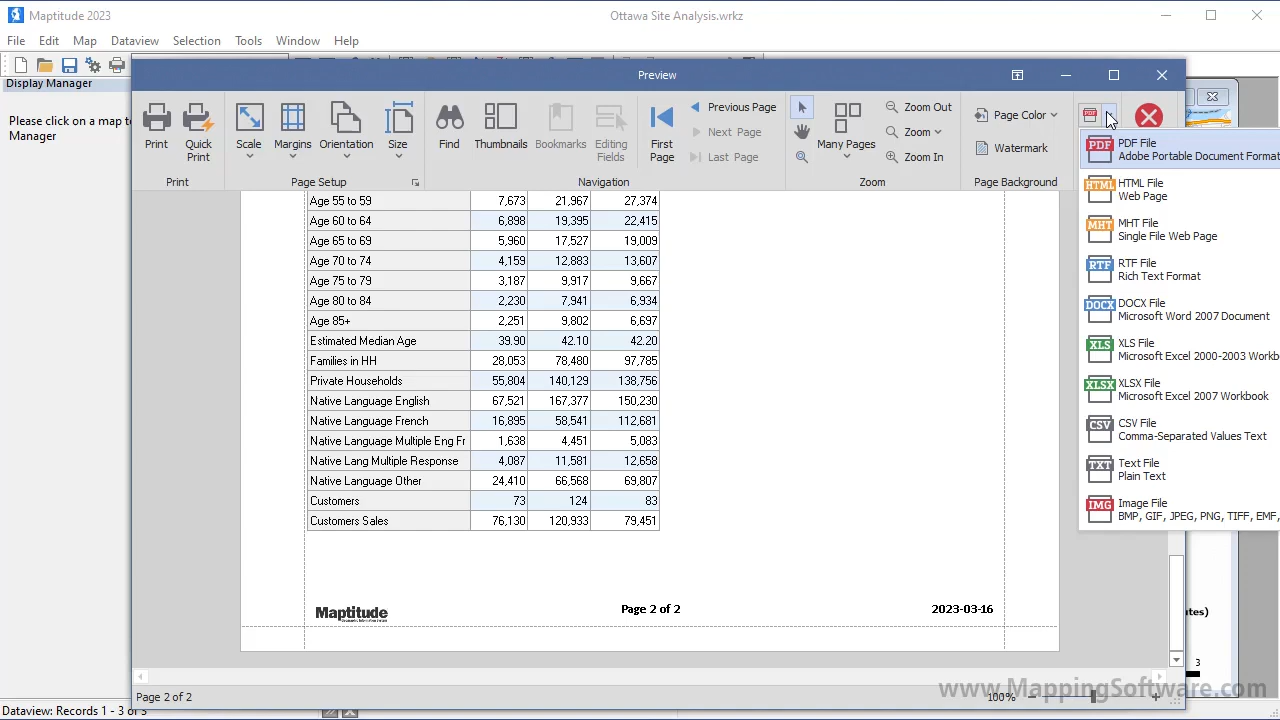 Maptitude 2023
Ottawa Site Analysis.wrkz
File Edit Map Dataview Selection Tools Window Help
Display Manager
Please click on a map to
Manager
Preview
Print
Quick Print
Scale
Margins
Orientation
Size
Find
Thumbnails
Bookmarks
Editing Fields
First Page
Previous Page
Next Page
Last Page
Many Pages
Zoom Out
Zoom
Zoom In
Page Color
Watermark
Print
Page Setup
Navigation
Zoom
Page Background
Age 55 to 59 7,673 21,967 27,374
Age 60 to 64 6,898 19,395 22,415
Age 65 to 69 5,960 17,527 19,009
Age 70 to 74 4,159 12,883 13,607
Age 75 to 79 3,187 9,917 9,667
Age 80 to 84 2,230 7,941 6,934
Age 85+ 2,251 9,802 6,697
Estimated Median Age 39.90 42.10 42.20
Families in HH 28,053 78,480 97,785
Private Households 55,804 140,129 138,756
Native Language English 67,521 167,377 150,230
Native Language French 16,895 58,541 112,681
Native Language Multiple Eng Fr 1,638 4,451 5,083
Native Lang Multiple Response 4,087 11,581 12,658
Native Language Other 24,410 66,568 69,807
Customers 73 124 83
Customers Sales 76,130 120,933 79,451
Maptitude
Page 2 of 2
2023-03-16
PDF
PDF File
Adobe Portable Document Format
HTML
HTML File
Web Page
MHT
MHT File
Single File Web Page
RTF
RTF File
Rich Text Format
DOCX
DOCX File
Microsoft Word 2007 Document
XLS
XLS File
Microsoft Excel 2000-2003 Workb
XLSX
XLSX File
Microsoft Excel 2007 Workbook
CSV
CSV File
Comma-Separated Values Text
TXT
Text File
Plain Text
IMG
Image File
BMP, GIF, JPEG, PNG, TIFF, EMF,
utes)
3
Page 2 of 2
100%
www.MappingSoftware.com
Dataview: Records 1 - 3 of 3